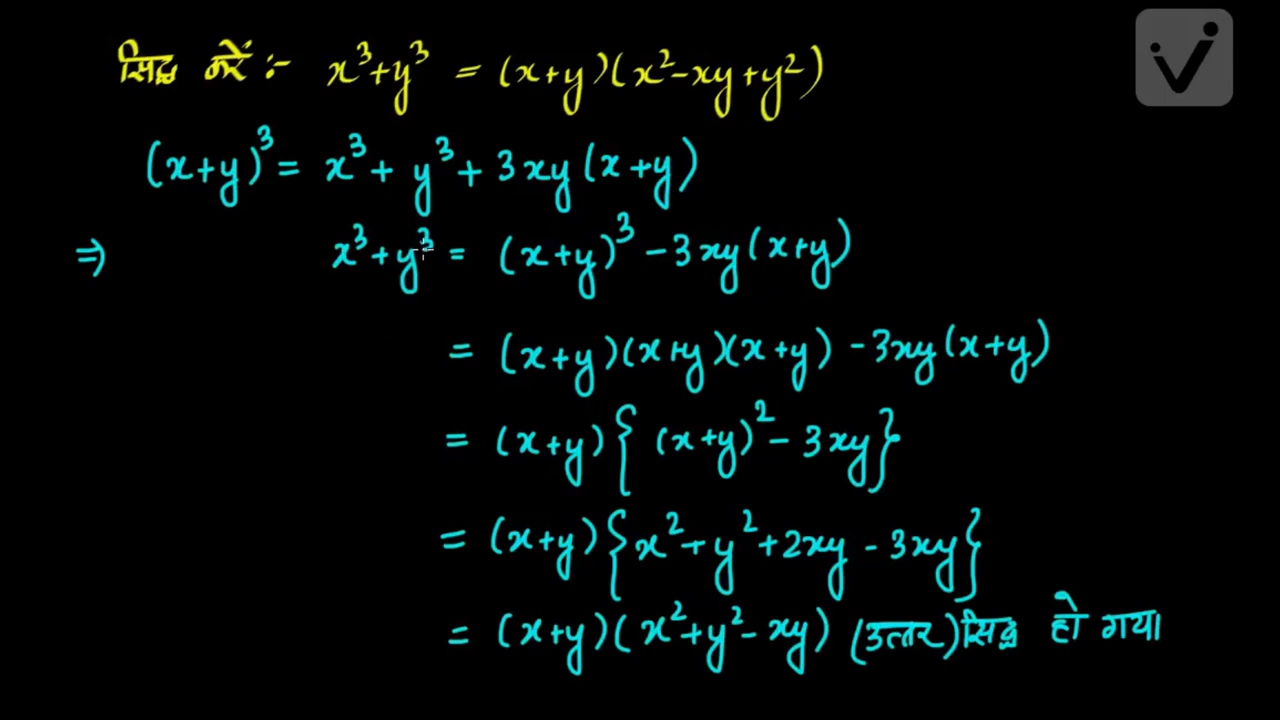 सिद्ध करें :- x³+y³ = (x+y)(x²-xy+y²)
(x+y)³ = x³ + y³ + 3xy(x+y)
⇒ x³+y³ = (x+y)³ - 3xy(x+y)
= (x+y)(x+y)(x+y) - 3xy(x+y)
= (x+y){(x+y)² - 3xy}
= (x+y){x²+y²+2xy - 3xy}
= (x+y)(x²+y²-xy) (उत्तर) सिद्ध हो गया